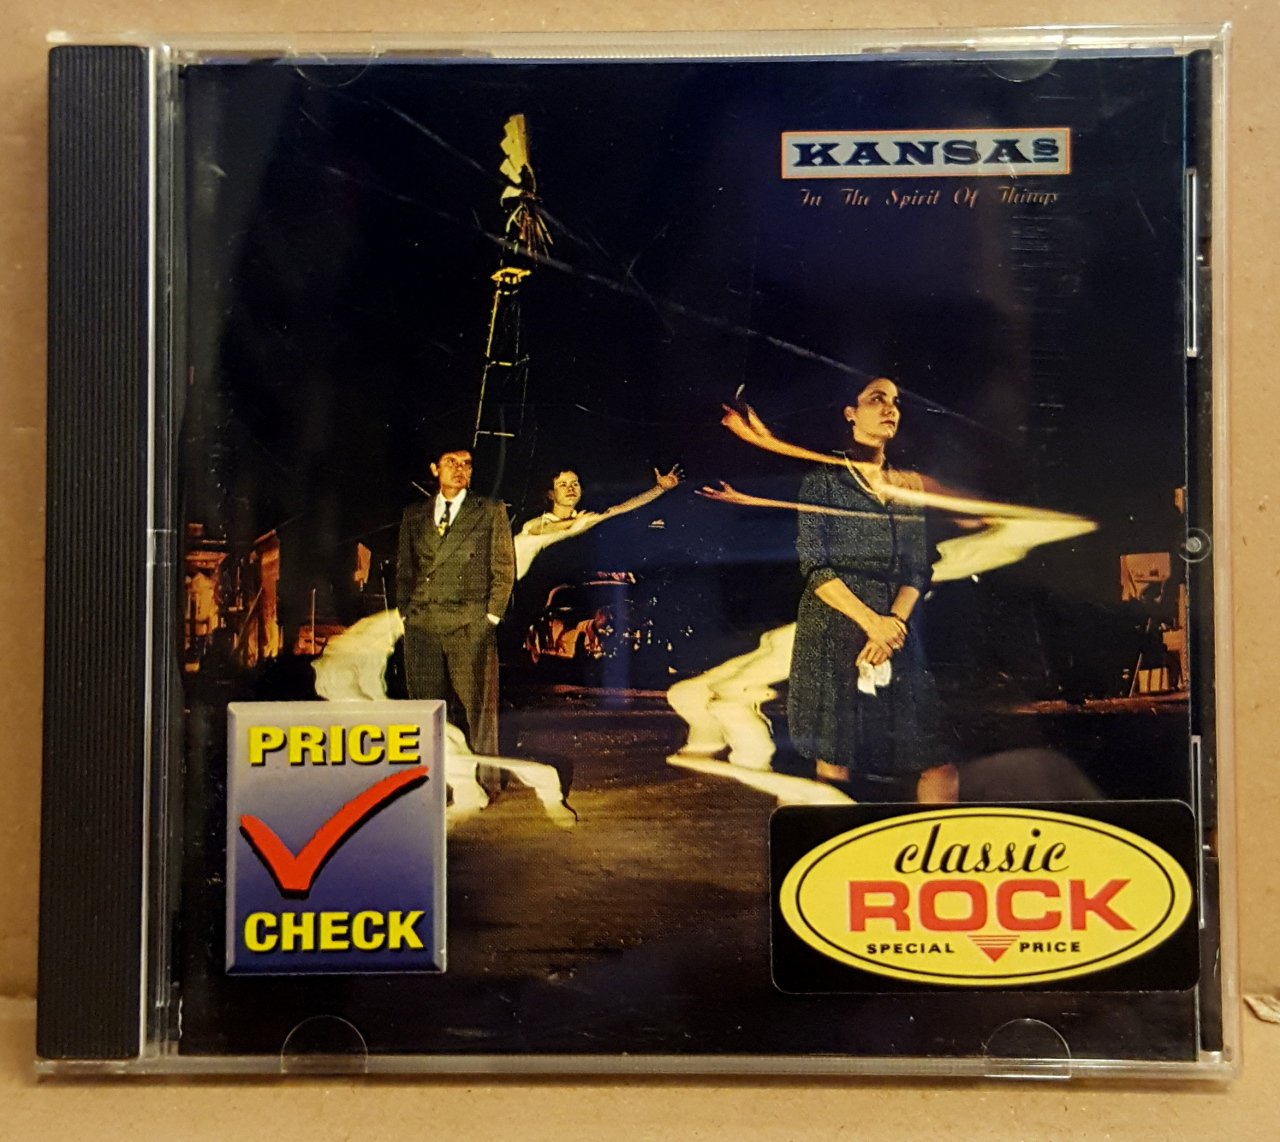 KANSAS
In The Spirit Of Things
PRICE
CHECK
classic
ROCK
SPECIAL PRICE